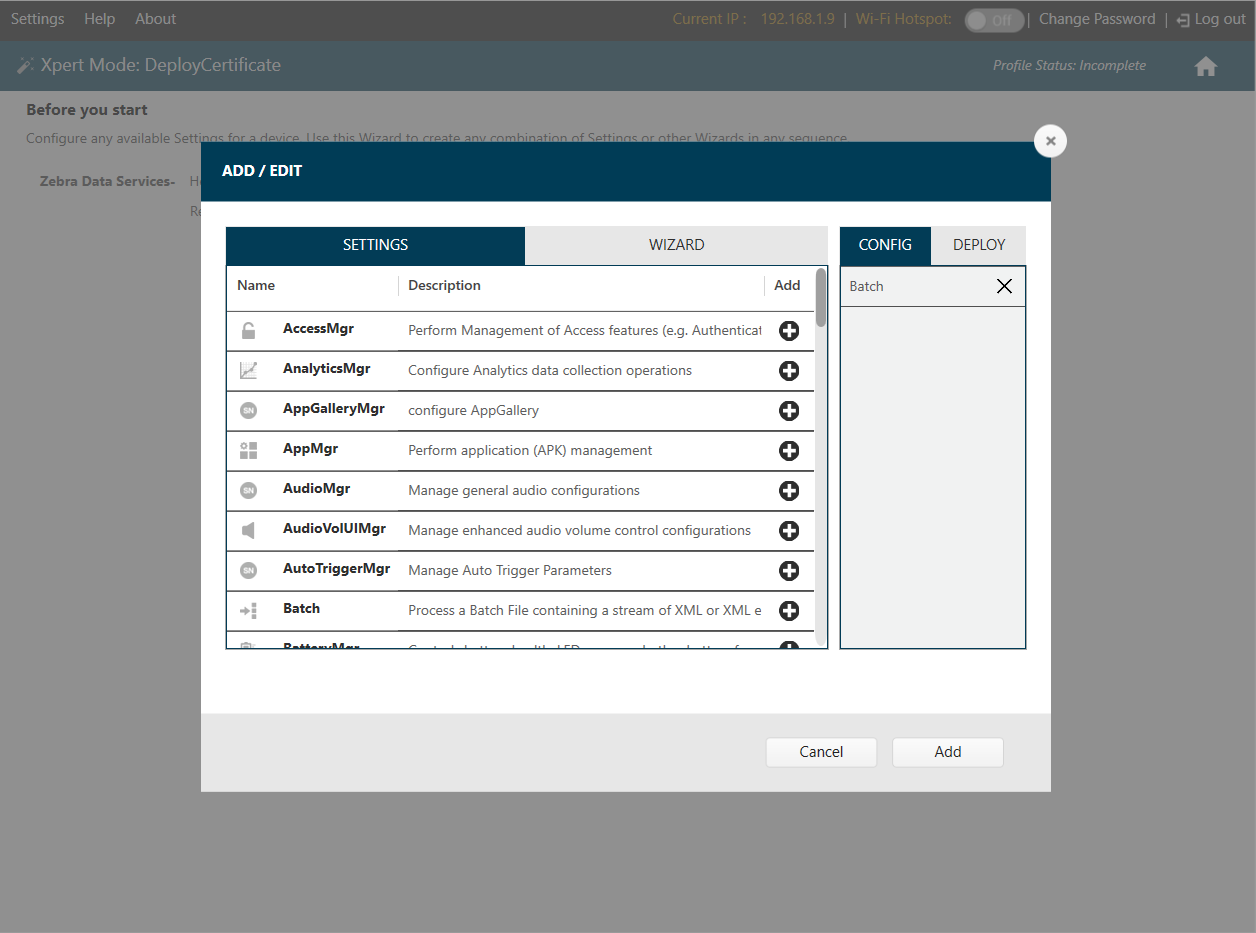 Settings Help About Current IP : 192.168.1.9 | Wi-Fi Hotspot: Off | Change Password | Log out
Xpert Mode: DeployCertificate Profile Status: Incomplete
Before you start
Configure any available Settings for a device. Use this Wizard to create any combination of Settings or other Wizards in any sequence.
ADD / EDIT
Zebra Data Services-
SETTINGS WIZARD CONFIG DEPLOY
Name Description Add Batch
AccessMgr Perform Management of Access features (e.g. Authenticat
AnalyticsMgr Configure Analytics data collection operations
SN AppGalleryMgr configure AppGallery
AppMgr Perform application (APK) management
SN AudioMgr Manage general audio configurations
AudioVolUIMgr Manage enhanced audio volume control configurations
SN AutoTriggerMgr Manage Auto Trigger Parameters
Batch Process a Batch File containing a stream of XML or XML e
BatteryMgr
Cancel Add